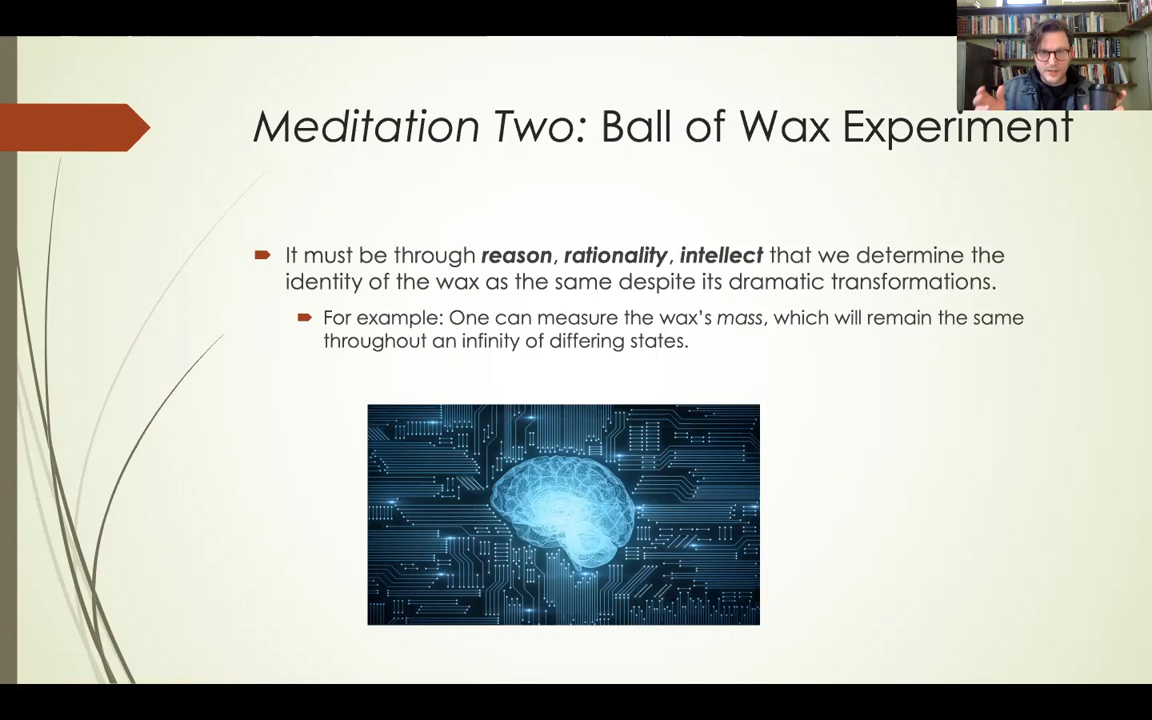 Meditation Two: Ball of Wax Experiment
It must be through reason, rationality, intellect that we determine the
identity of the wax as the same despite its dramatic transformations.
For example: One can measure the wax's mass, which will remain the same
throughout an infinity of differing states.